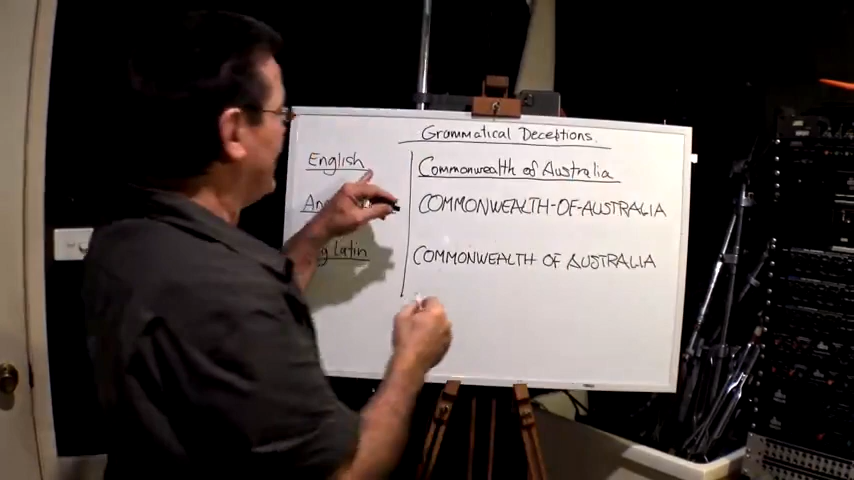 Grammatical Deceptions.
English
Commonwealth of Australia
COMMONWEALTH-OF-AUSTRALIA
Latin
COMMONWEALTH OF AUSTRALIA